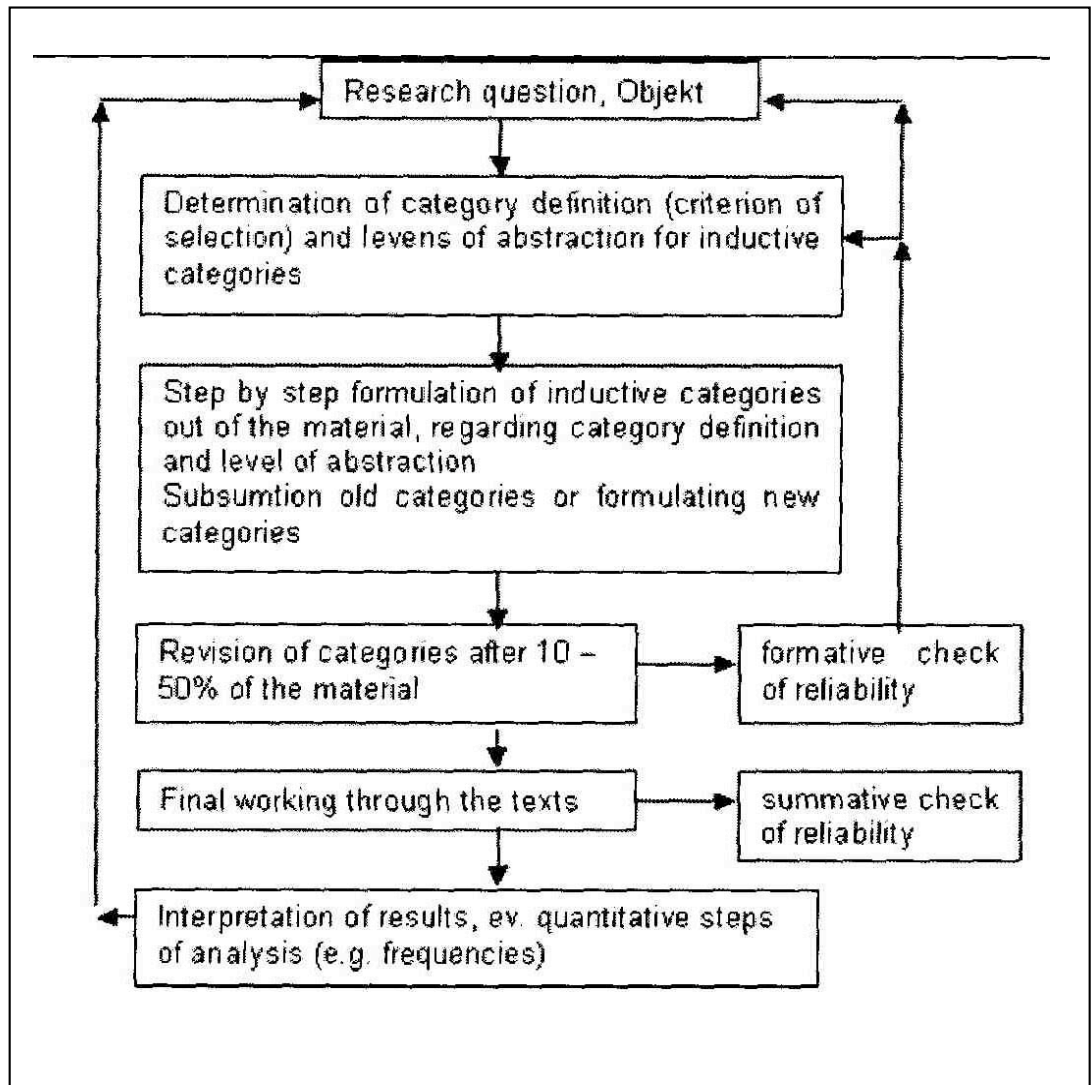 Research question, Objekt
Determination of category definition (criterion of
selection) and levens of abstraction for inductive
categories
Step by step formulation of inductive categories
out of the material, regarding category definition
and level of abstraction
Subsumtion old categories or formulating new
categories
Revision of categories after 10 –
50% of the material
formative check
of reliability
Final working through the texts
summative check
of reliability
Interpretation of results, ev. quantitative steps
of analysis (e.g. frequencies)